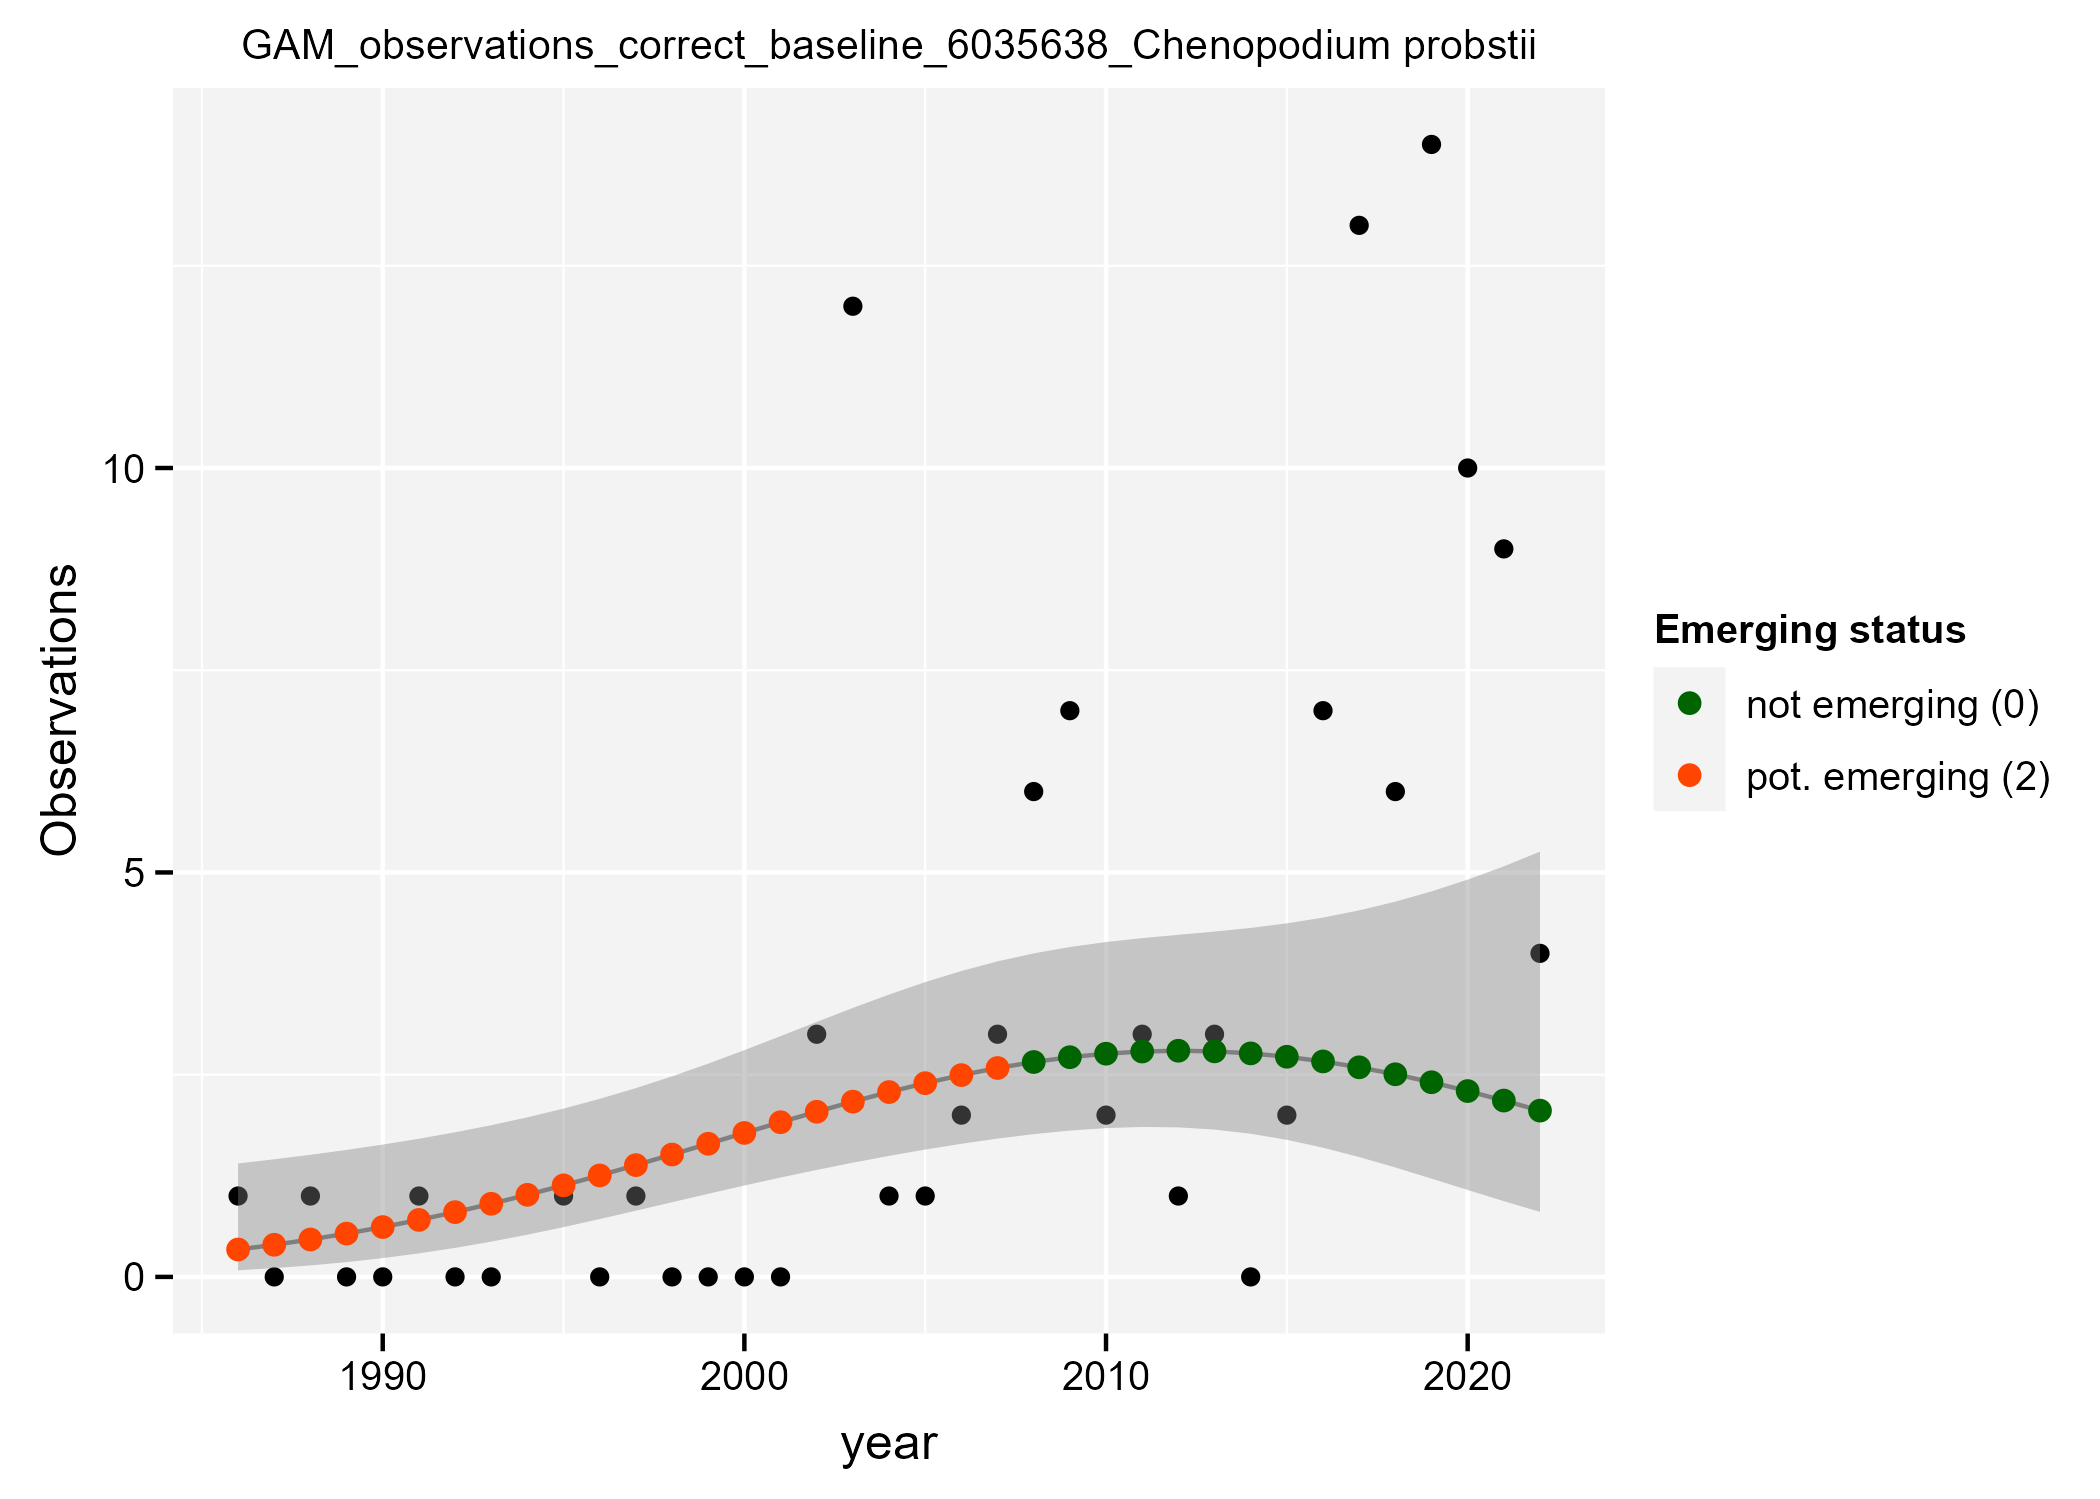 GAM_observations_correct_baseline_6035638_Chenopodium probstii
Observations
10
5
0
1990
2000
2010
2020
year
Emerging status
not emerging (0)
pot. emerging (2)